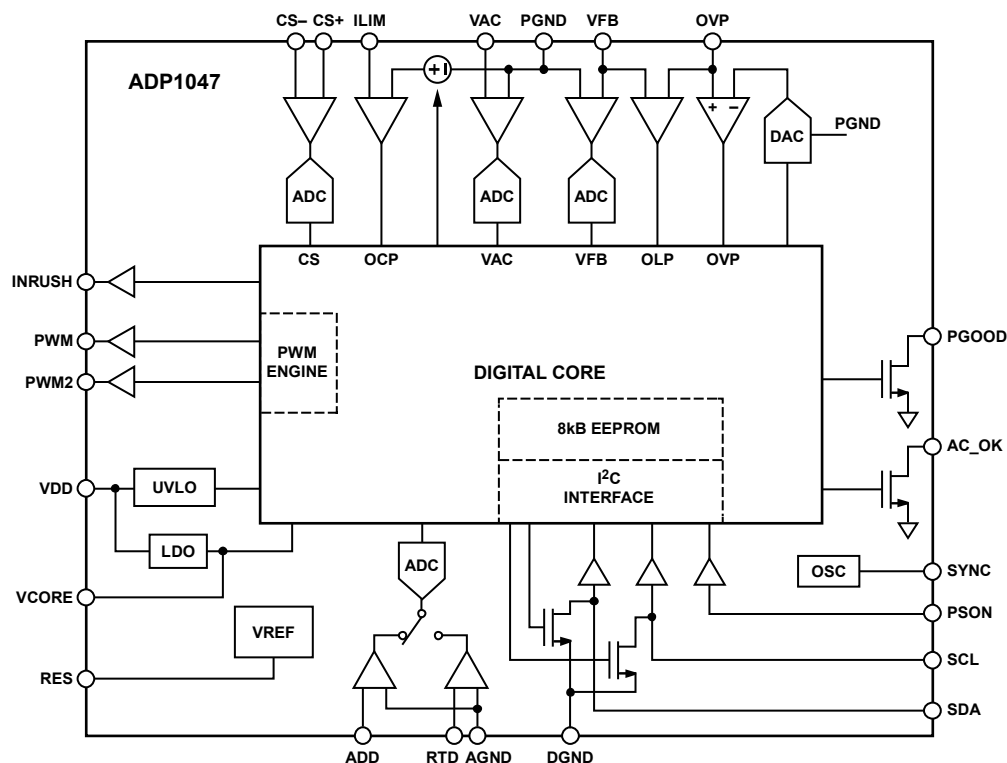 CS– CS+ ILIM VAC PGND VFB OVP
ADP1047
+ –
DAC
PGND
ADC
ADC
ADC
CS OCP VAC VFB OLP OVP
INRUSH
PWM
PWM2
PWM
ENGINE
DIGITAL CORE
8kB EEPROM
I2C
INTERFACE
PGOOD
AC_OK
VDD
UVLO
LDO
VCORE
ADC
VREF
RES
OSC
SYNC
PSON
SCL
SDA
ADD RTD AGND DGND